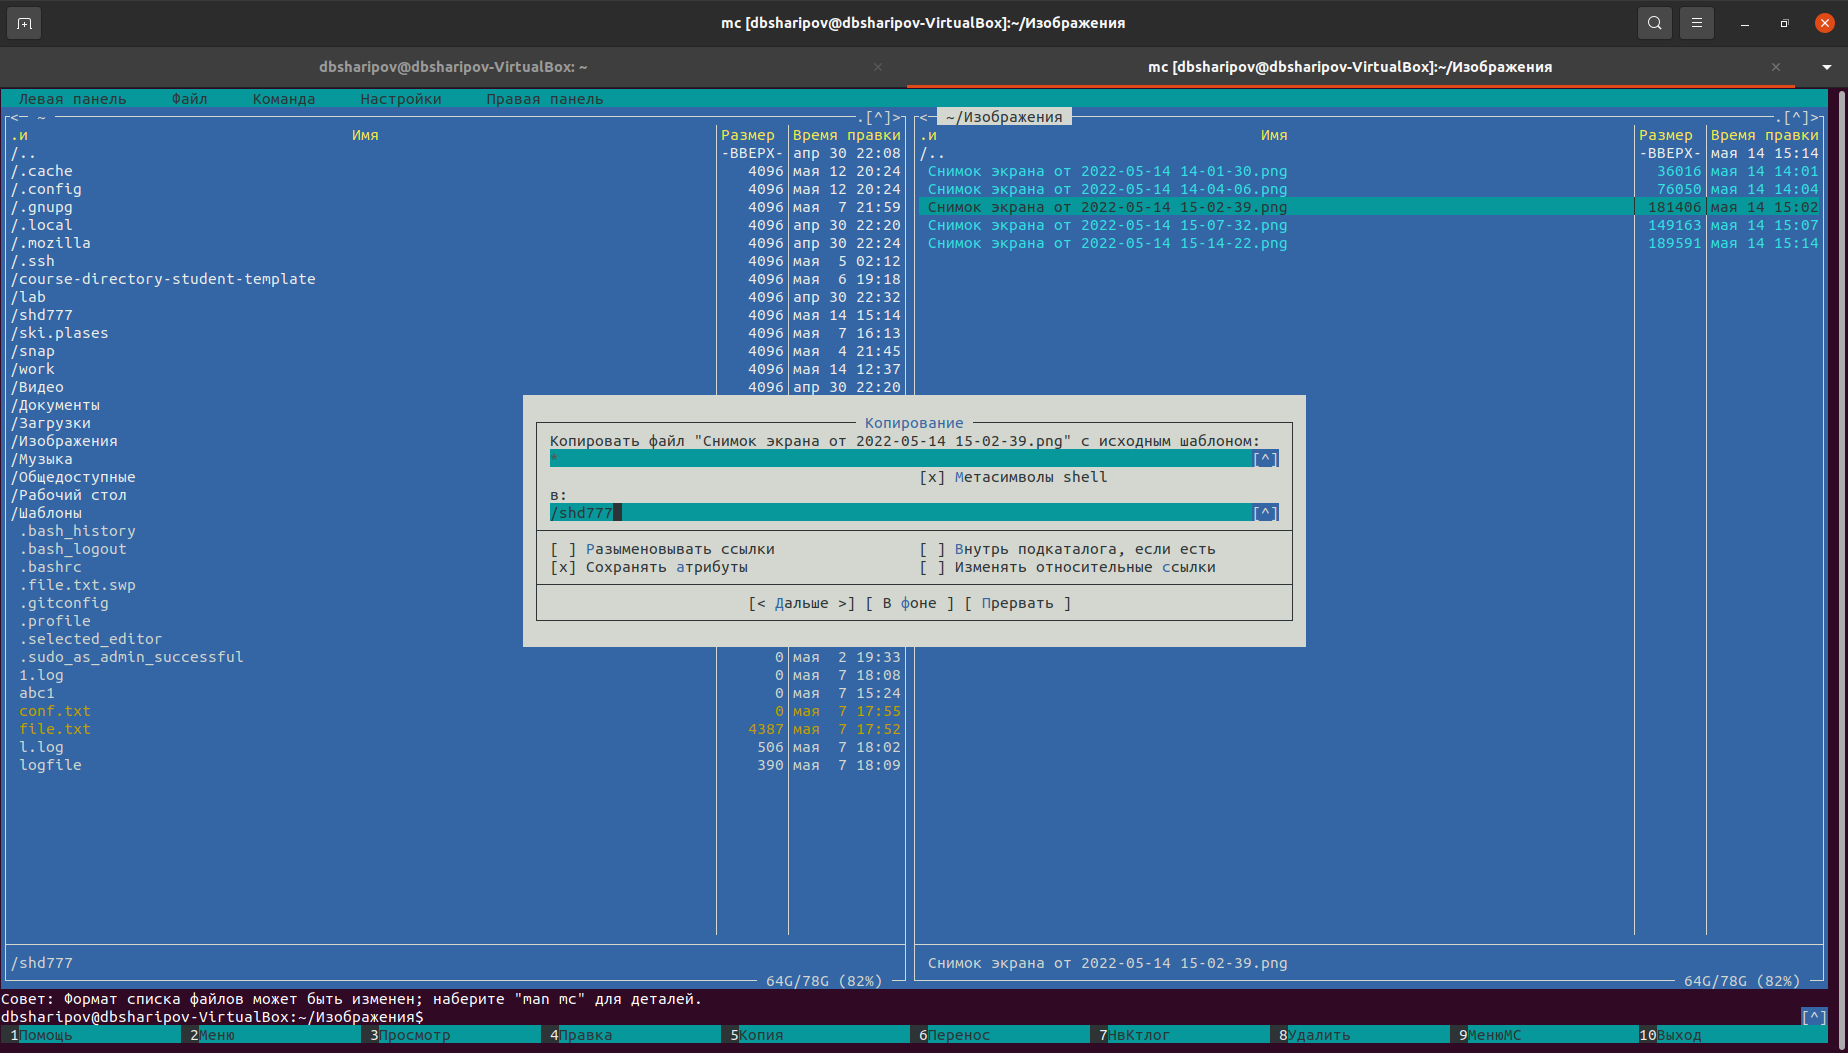 mc [dbsharipov@dbsharipov-VirtualBox]:~/Изображения
dbsharipov@dbsharipov-VirtualBox: ~
mc [dbsharipov@dbsharipov-VirtualBox]:~/Изображения
Левая панель Файл Команда Настройки Правая панель
<─ ~ .[^]>
.и Имя Размер Время правки
/.. -ВВЕРХ- апр 30 22:08
/.cache 4096 мая 12 20:24
/.config 4096 мая 12 20:24
/.gnupg 4096 мая 7 21:59
/.local 4096 апр 30 22:20
/.mozilla 4096 апр 30 22:24
/.ssh 4096 мая 5 02:12
/course-directory-student-template 4096 мая 6 19:18
/lab 4096 апр 30 22:32
/shd777 4096 мая 14 15:14
/ski.plases 4096 мая 7 16:13
/snap 4096 мая 4 21:45
/work 4096 мая 14 12:37
/Видео 4096 апр 30 22:20
/Документы
/Загрузки
/Изображения
/Музыка
/Общедоступные
/Рабочий стол
/Шаблоны
.bash_history
.bash_logout
.bashrc
.file.txt.swp
.gitconfig
.profile
.selected_editor
.sudo_as_admin_successful 0 мая 2 19:33
1.log 0 мая 7 18:08
abc1 0 мая 7 15:24
conf.txt 0 мая 7 17:55
file.txt 4387 мая 7 17:52
l.log 506 мая 7 18:02
logfile 390 мая 7 18:09
/shd777
64G/78G (82%)
<─ ~/Изображения .[^]>
.и Имя Размер Время правки
/.. -ВВЕРХ- мая 14 15:14
Снимок экрана от 2022-05-14 14-01-30.png 36016 мая 14 14:01
Снимок экрана от 2022-05-14 14-04-06.png 76050 мая 14 14:04
Снимок экрана от 2022-05-14 15-02-39.png 181406 мая 14 15:02
Снимок экрана от 2022-05-14 15-07-32.png 149163 мая 14 15:07
Снимок экрана от 2022-05-14 15-14-22.png 189591 мая 14 15:14
Снимок экрана от 2022-05-14 15-02-39.png
64G/78G (82%)
Копирование
Копировать файл "Снимок экрана от 2022-05-14 15-02-39.png" с исходным шаблоном:
* [^]
[x] Метасимволы shell
в:
/shd777 [^]
[ ] Разыменовывать ссылки [ ] Внутрь подкаталога, если есть
[x] Сохранять атрибуты [ ] Изменять относительные ссылки
[< Дальше >] [ В фоне ] [ Прервать ]
Совет: Формат списка файлов может быть изменен; наберите "man mc" для деталей.
dbsharipov@dbsharipov-VirtualBox:~/Изображения$ [^]
1Помощь 2Меню 3Просмотр 4Правка 5Копия 6Перенос 7НвКтлог 8Удалить 9МенюМС 10Выход